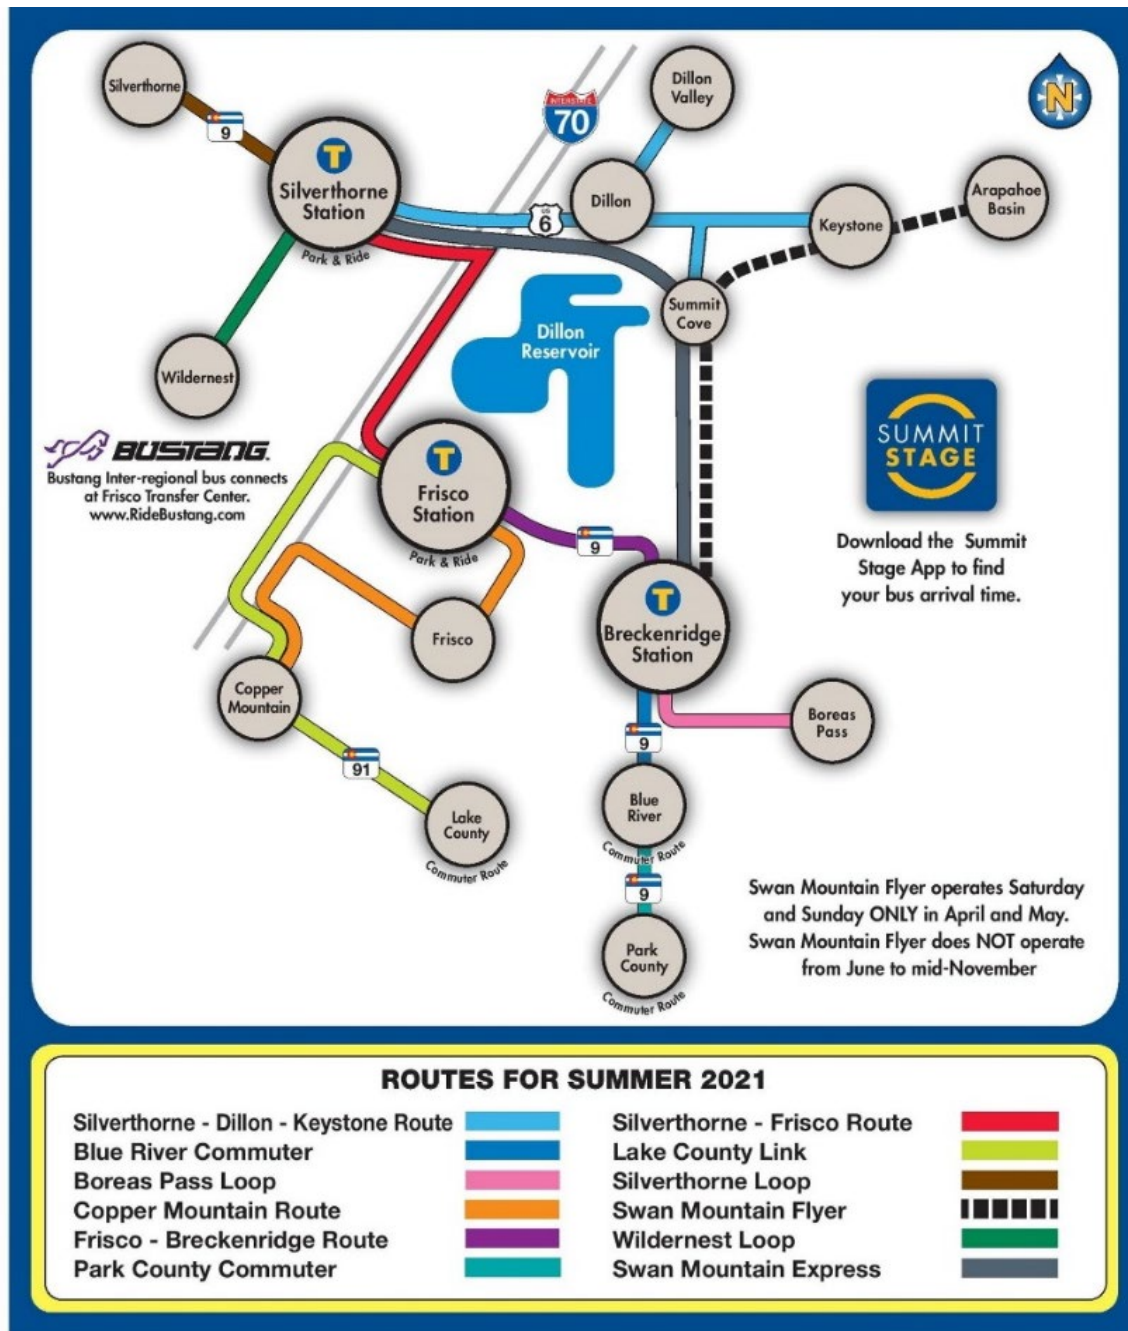 Silverthorne
9
INTERSTATE
70
Dillon
Valley
N
T
Silverthorne
Station
Park & Ride
US
6
Dillon
Keystone
Arapahoe
Basin
Summit
Cove
Dillon
Reservoir
Wildernest
BUSTANG.
Bustang Inter-regional bus connects
at Frisco Transfer Center.
www.RideBustang.com
T
Frisco
Station
Park & Ride
9
SUMMIT
STAGE
Download the Summit
Stage App to find
your bus arrival time.
T
Breckenridge
Station
Frisco
Copper
Mountain
Boreas
Pass
9
91
Lake
County
Commuter Route
Blue
River
Commuter Route
9
Park
County
Commuter Route
Swan Mountain Flyer operates Saturday
and Sunday ONLY in April and May.
Swan Mountain Flyer does NOT operate
from June to mid-November
ROUTES FOR SUMMER 2021
Silverthorne - Dillon - Keystone Route
Blue River Commuter
Boreas Pass Loop
Copper Mountain Route
Frisco - Breckenridge Route
Park County Commuter
Silverthorne - Frisco Route
Lake County Link
Silverthorne Loop
Swan Mountain Flyer
Wildernest Loop
Swan Mountain Express